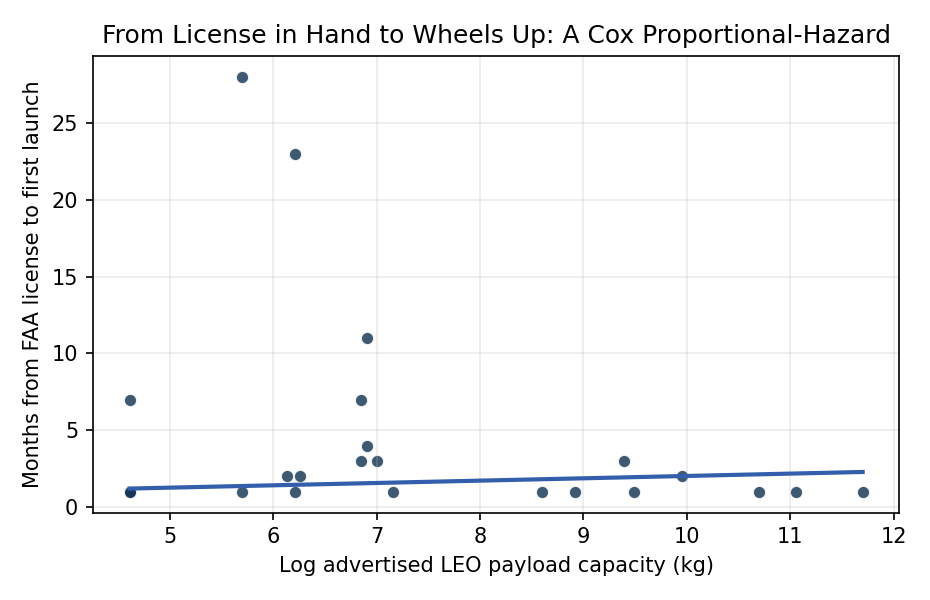 From License in Hand to Wheels Up: A Cox Proportional-Hazard
Months from FAA license to first launch
25
20
15
10
5
0
5 6 7 8 9 10 11 12
Log advertised LEO payload capacity (kg)